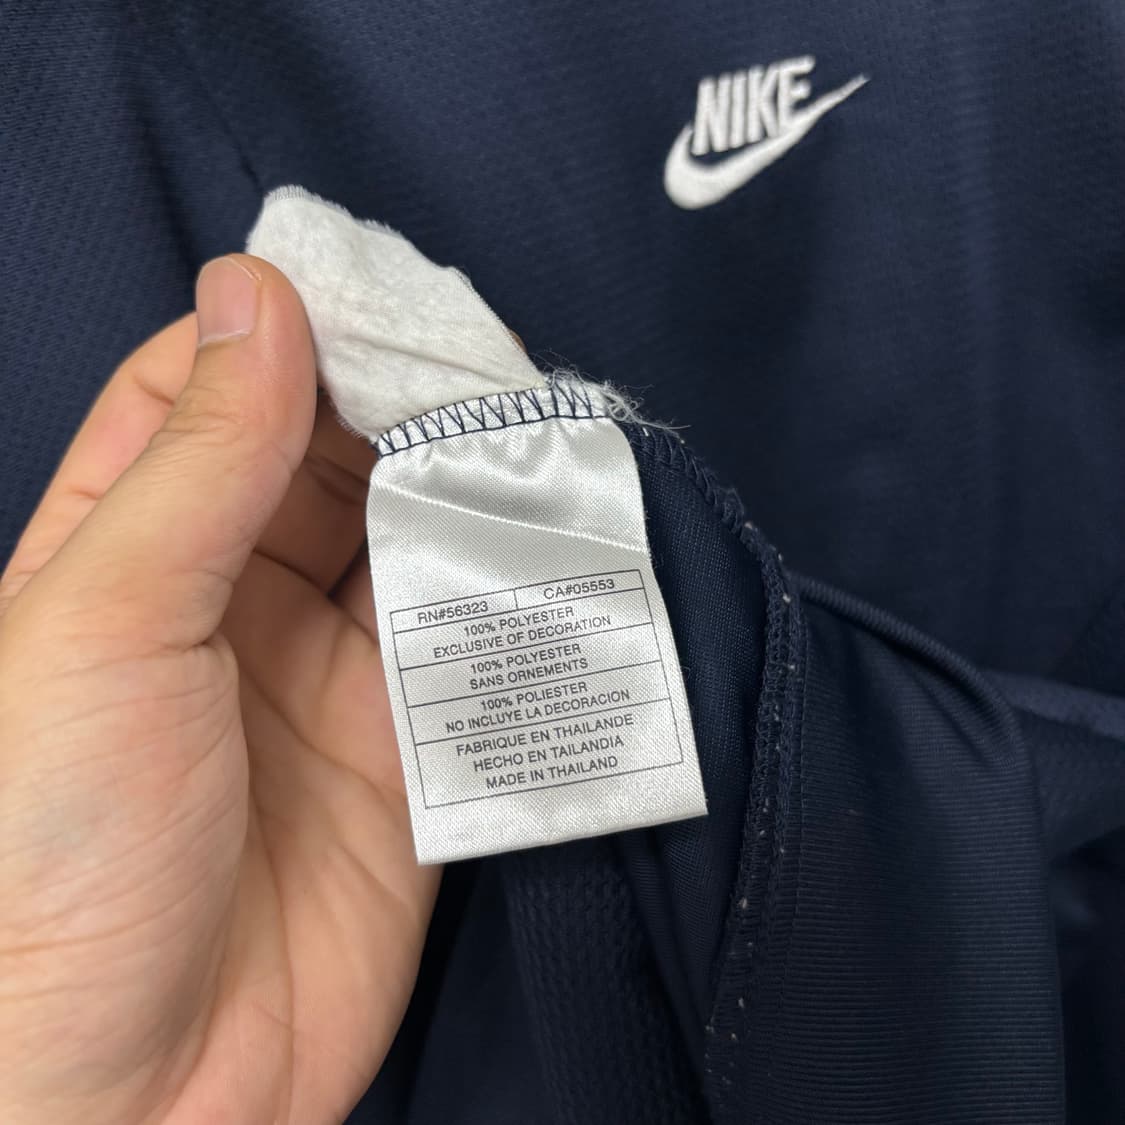 NIKE
RN#56323 CA#05553
100% POLYESTER
EXCLUSIVE OF DECORATION
100% POLYESTER
SANS ORNEMENTS
100% POLIESTER
NO INCLUYE LA DECORACION
FABRIQUE EN THAILANDE
HECHO EN TAILANDIA
MADE IN THAILAND